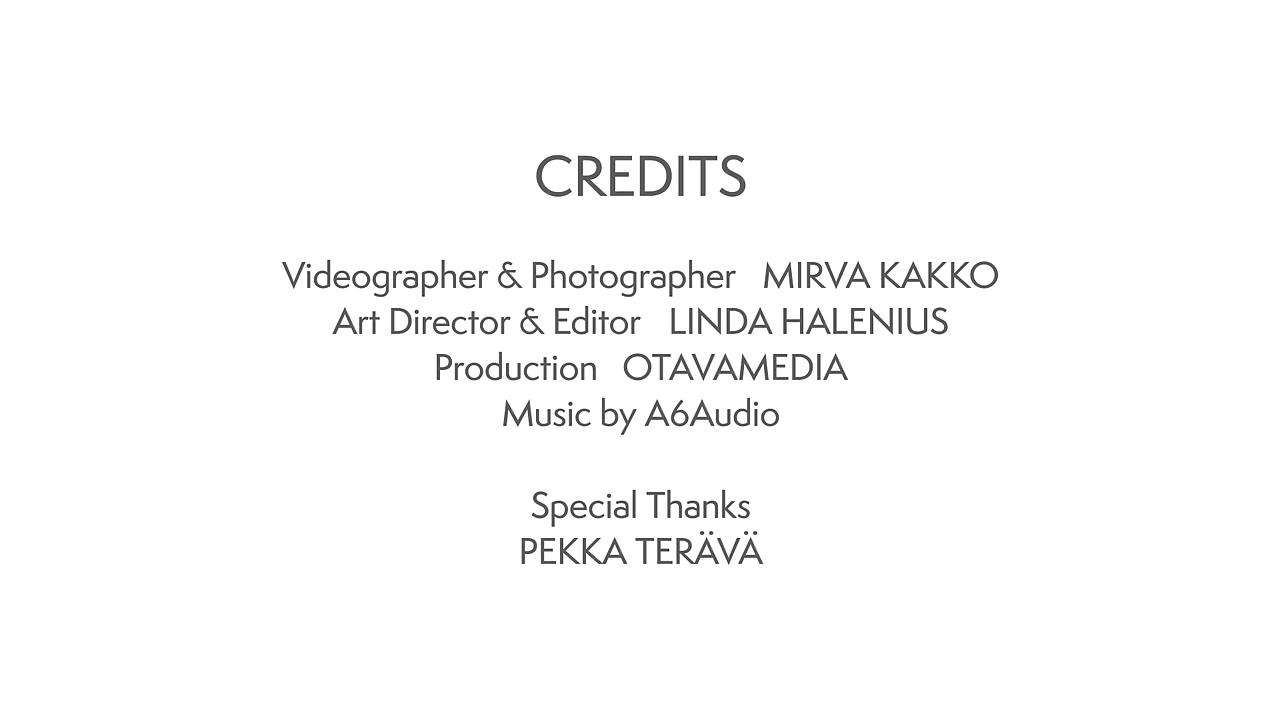 CREDITS
Videographer & Photographer MIRVA KAKKO
Art Director & Editor LINDA HALENIUS
Production OTAVAMEDIA
Music by A6Audio
Special Thanks
PEKKA TERÄVÄ